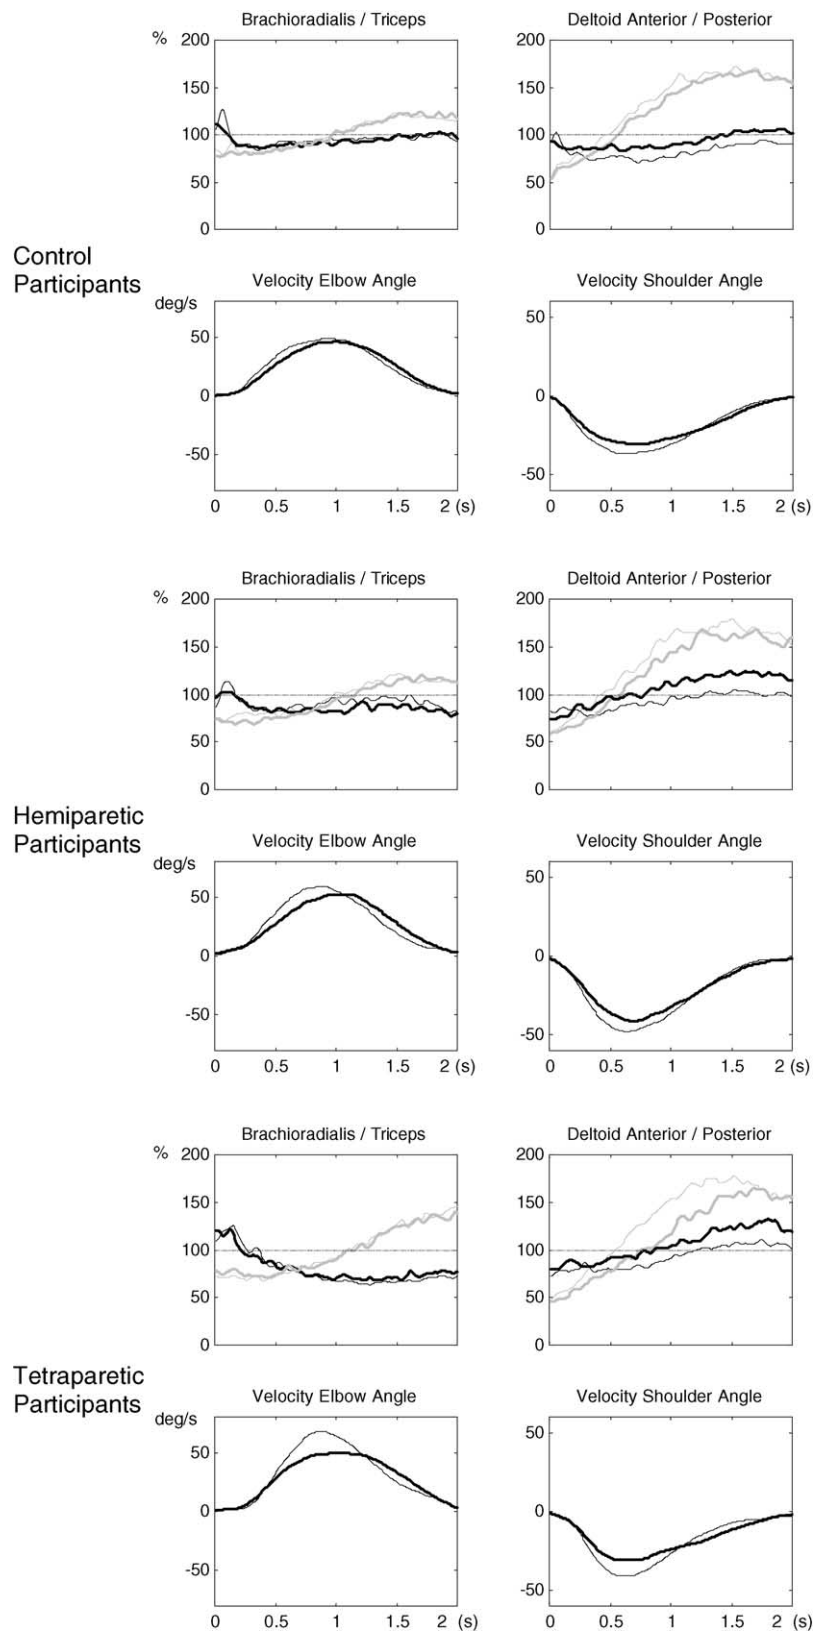 Brachioradialis / Triceps
Deltoid Anterior / Posterior
%
200
150
100
50
0
200
150
100
50
0
Control
Participants
Velocity Elbow Angle
Velocity Shoulder Angle
deg/s
50
0
-50
50
0
-50
0 0.5 1 1.5 2 (s)
0 0.5 1 1.5 2 (s)
Brachioradialis / Triceps
Deltoid Anterior / Posterior
%
200
150
100
50
0
200
150
100
50
0
Hemiparetic
Participants
Velocity Elbow Angle
Velocity Shoulder Angle
deg/s
50
0
-50
50
0
-50
0 0.5 1 1.5 2 (s)
0 0.5 1 1.5 2 (s)
Brachioradialis / Triceps
Deltoid Anterior / Posterior
%
200
150
100
50
0
200
150
100
50
0
Tetraparetic
Participants
Velocity Elbow Angle
Velocity Shoulder Angle
deg/s
50
0
-50
50
0
-50
0 0.5 1 1.5 2 (s)
0 0.5 1 1.5 2 (s)